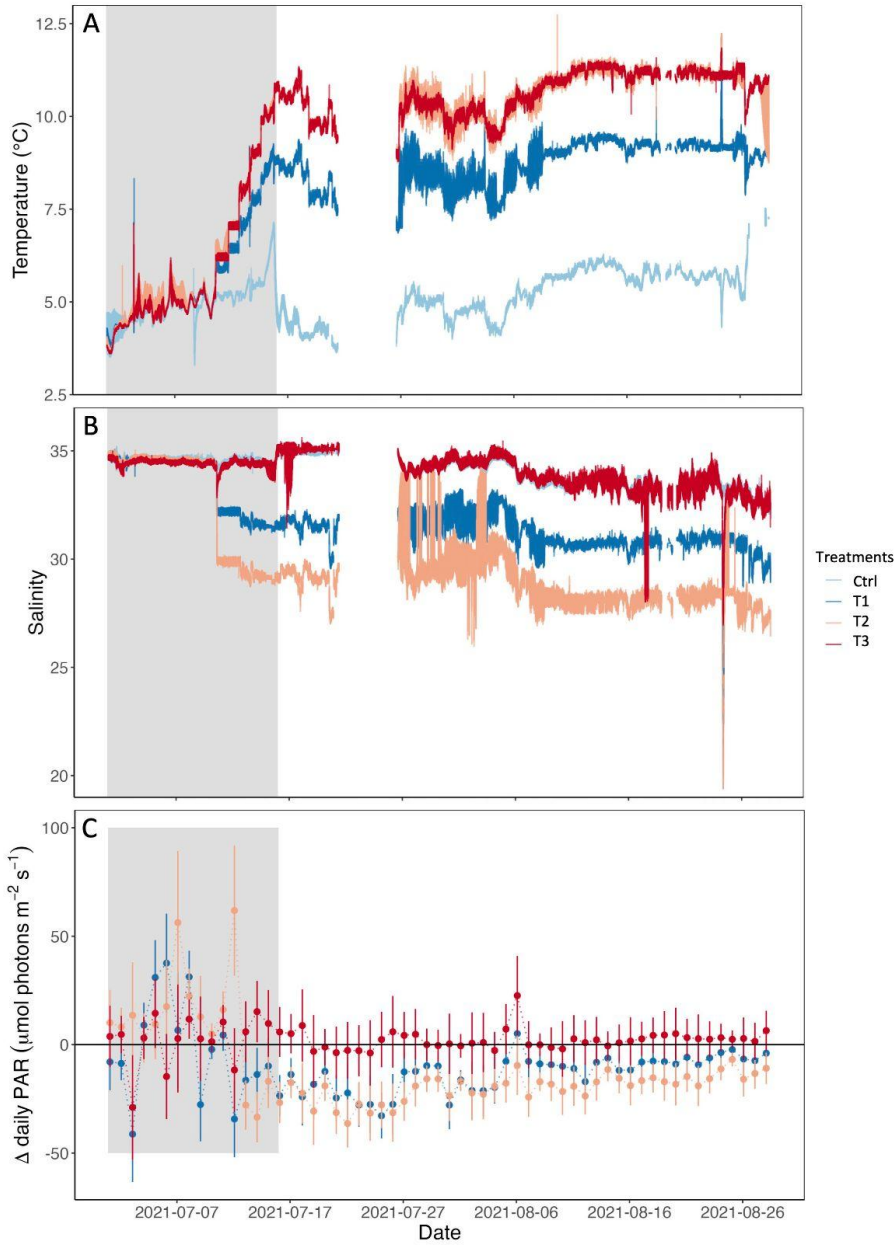 A
12.5
10.0
7.5
5.0
2.5
Temperature (°C)
B
35
30
25
20
Salinity
Treatments
Ctrl
T1
T2
T3
C
100
50
0
-50
Δ daily PAR (μmol photons m⁻² s⁻¹)
2021-07-07 2021-07-17 2021-07-27 2021-08-06 2021-08-16 2021-08-26
Date